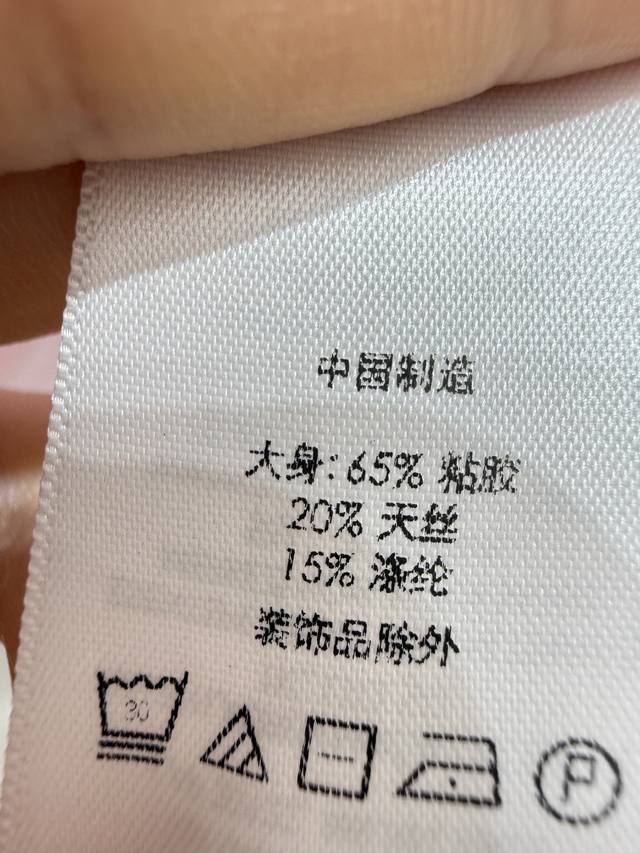 中国制造
大身: 65% 粘胶
20% 天丝
15% 涤纶
装饰品除外
30
P